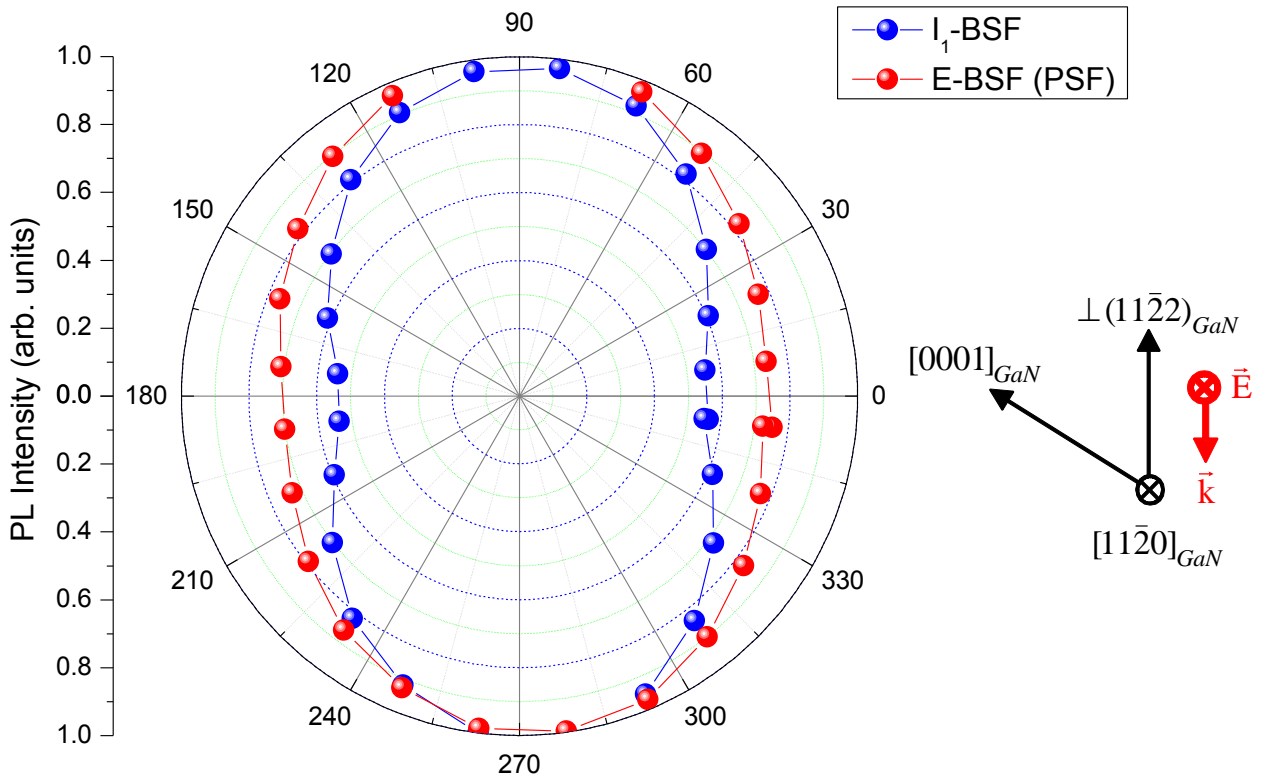 90
I₁-BSF
E-BSF (PSF)
120
60
150
30
180
0
210
330
240
300
270
1.0
0.8
0.6
0.4
0.2
0.0
0.2
0.4
0.6
0.8
1.0
PL Intensity (arb. units)
⊥(112̄2)GaN
[0001]GaN
E⃗
k⃗
[112̄0]GaN